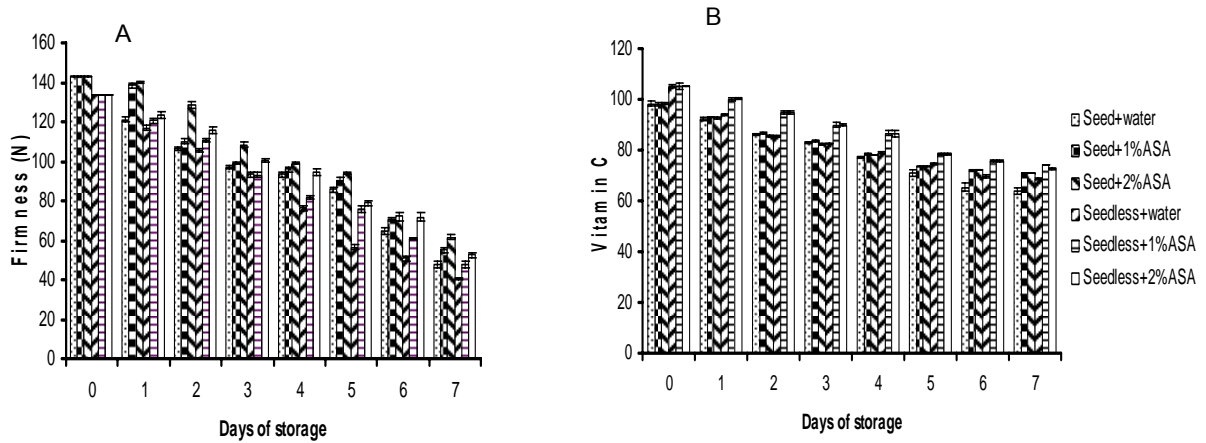 A
Firmness (N)
160
140
120
100
80
60
40
20
0
0 1 2 3 4 5 6 7
Days of storage
B
Vitamin C
120
100
80
60
40
20
0
0 1 2 3 4 5 6 7
Days of storage
Seed+water
Seed+1%ASA
Seed+2%ASA
Seedless+water
Seedless+1%ASA
Seedless+2%ASA